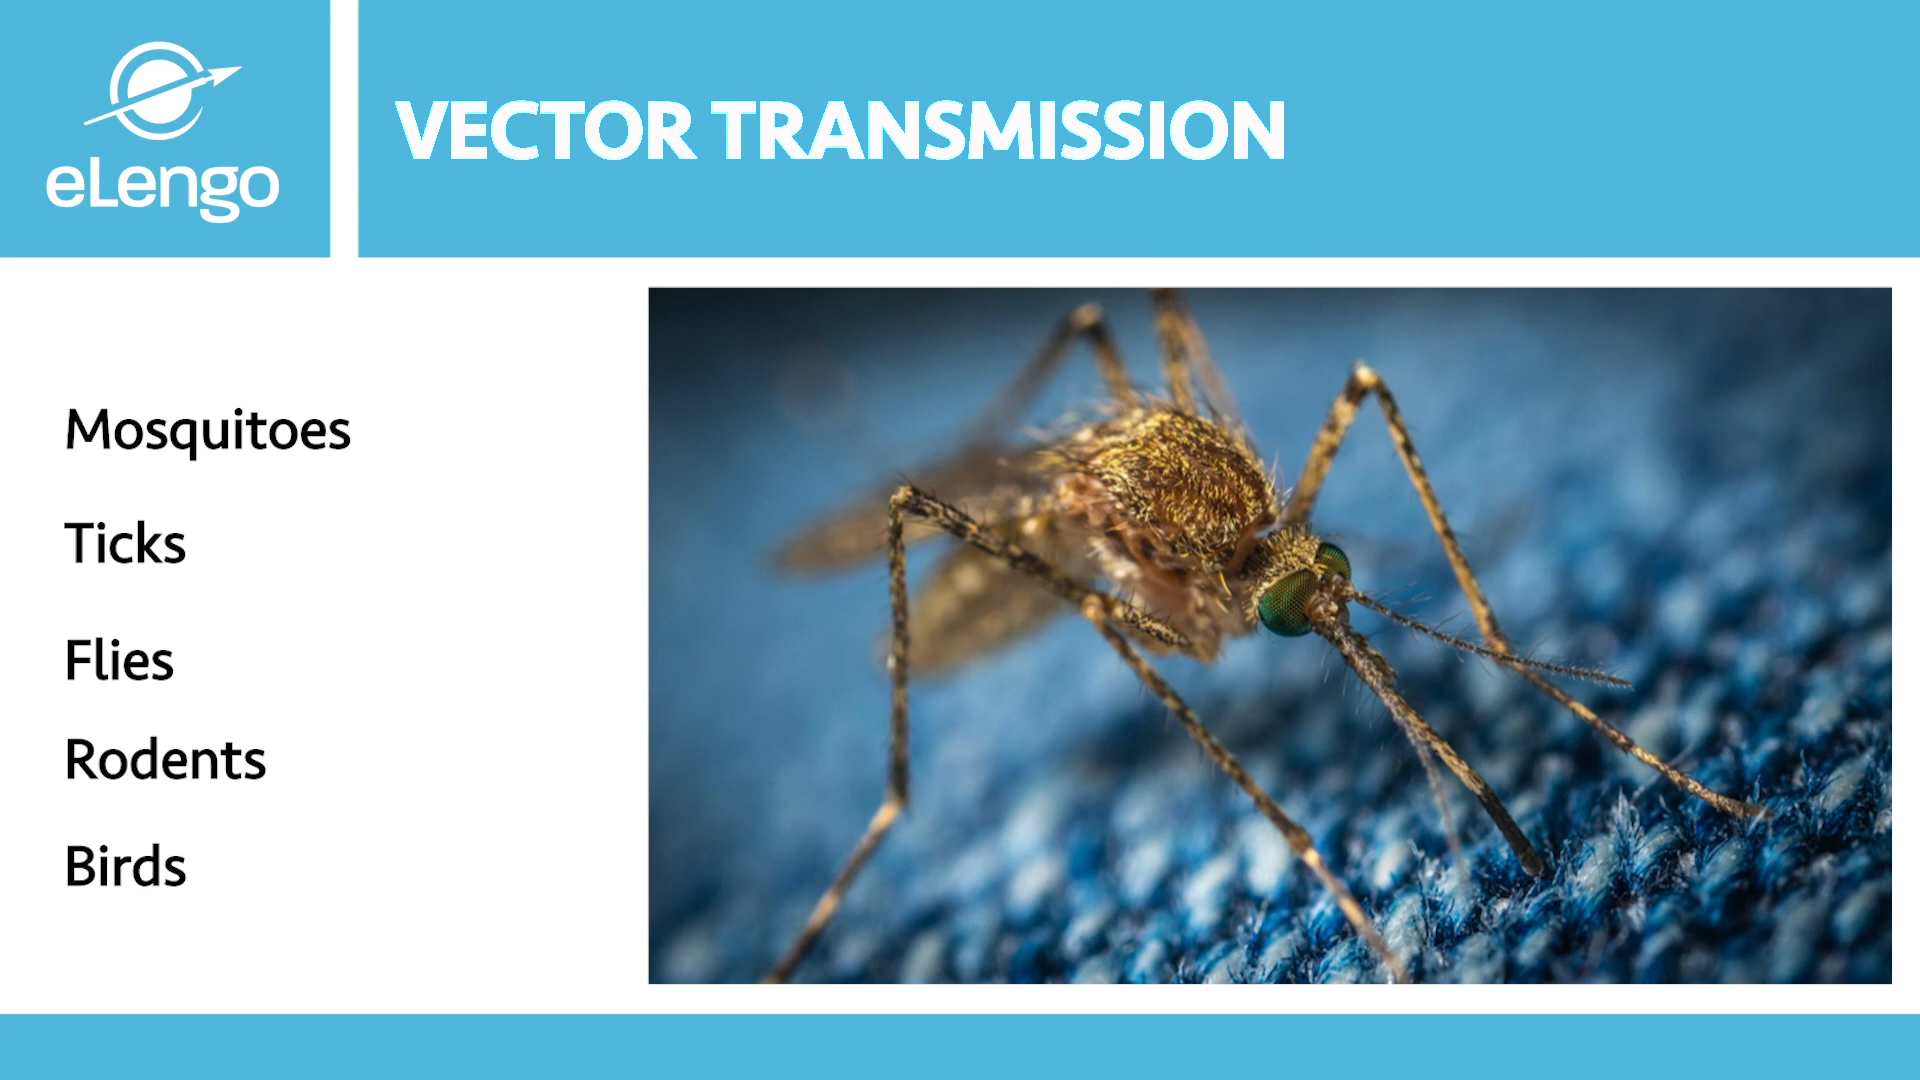 eLengo
VECTOR TRANSMISSION
Mosquitoes
Ticks
Flies
Rodents
Birds